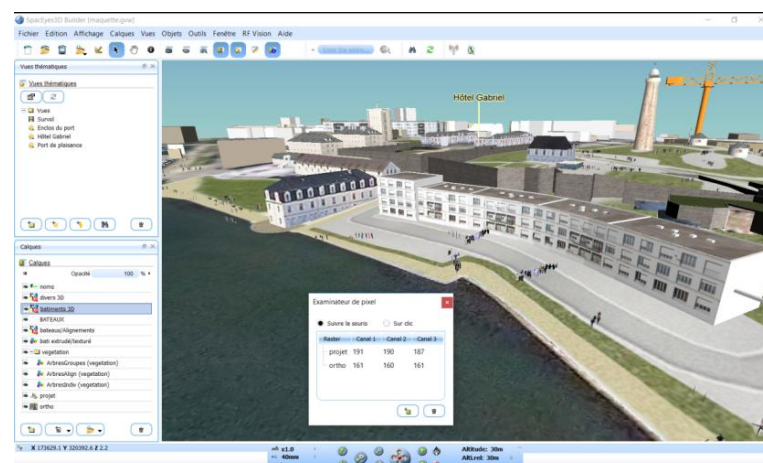 SpacEyes3D Builder [maquette.gvw]
Fichier Edition Affichage Calques Vues Objets Outils Fenêtre RF Vision Aide
Vues thématiques
Vues thématiques
Vues
Survol
Enclos du port
Hôtel Gabriel
Port de plaisance
Hôtel Gabriel
Calques
Calques
Opacité 100 %
noms
divers 3D
batiments 3D
BATEAUX
bateaux/Alignements
bati extrudé/texturé
vegetation
ArbresGroupes (vegetation)
ArbresAlign (vegetation)
ArbresIndiv (vegetation)
projet
ortho
Examinateur de pixel
Suivre la souris Sur clic
Raster Canal 1 Canal 2 Canal 3
projet 191 190 187
ortho 161 160 161
X 173629.1 Y 320392.6 Z 2.2
x1.0
40mm
Altitude: 30m
Alt.rel: 30m